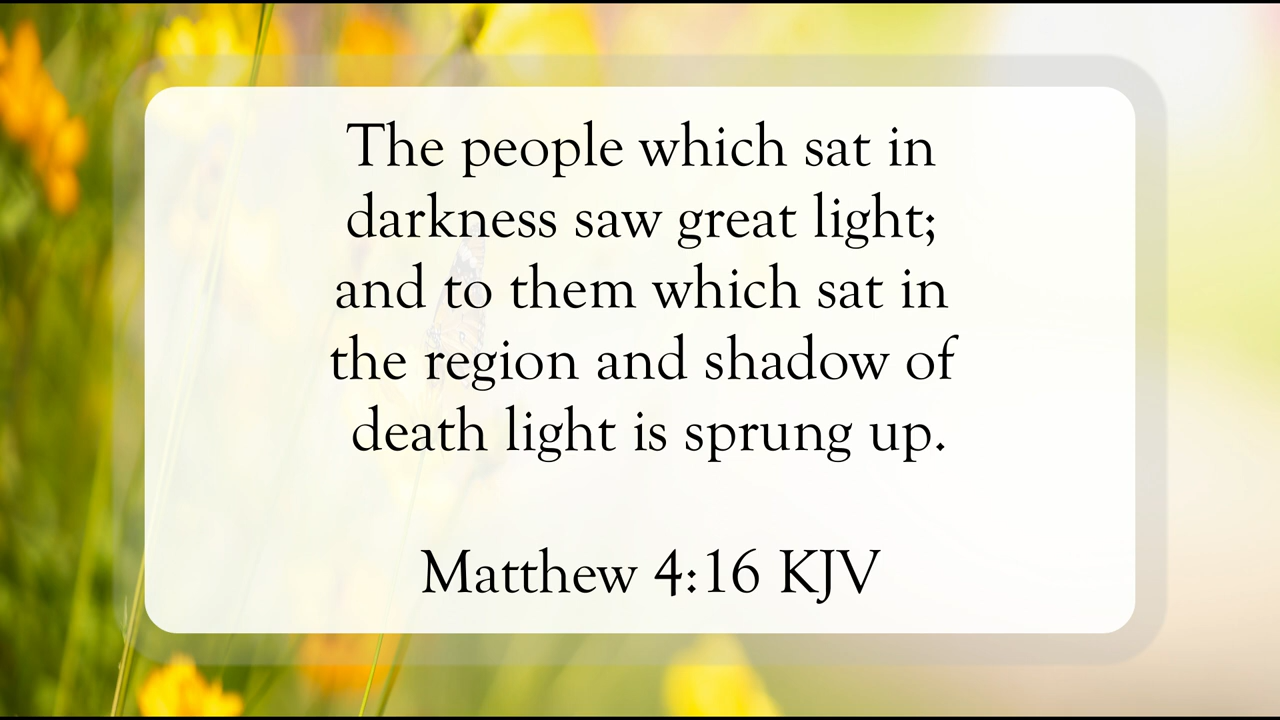 The people which sat in
darkness saw great light;
and to them which sat in
the region and shadow of
death light is sprung up.
Matthew 4:16 KJV